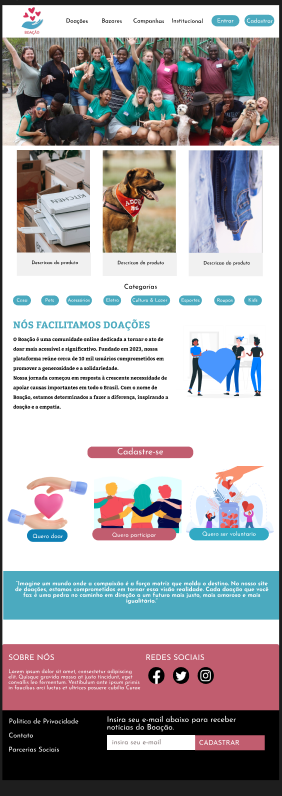 BOAÇÃO
Doações
Bazares
Campanhas
Institucional
Entrar
Cadastrar
KITCHEN
ADOPT
Descricao do produto
Descricao do produto
Descricao do produto
Categorias
Casa
Pets
Acessórios
Eletro
Cultura & Lazer
Esportes
Roupas
Kids
NÓS FACILITAMOS DOAÇÕES
O Boação é uma comunidade online dedicada a tornar o ato de
doar mais acessível e significativo. Fundado em 2023, nossa
plataforma reúne cerca de 10 mil usuários comprometidos em
promover a generosidade e a solidariedade.
Nossa jornada começou em resposta à crescente necessidade de
apoiar causas importantes em todo o Brasil. Com o nome de
Boação, estamos determinados a fazer a diferença, inspirando a
doação e a empatia.
Cadastre-se
Quero doar
Quero participar
Quero ser voluntário
"Imagine um mundo onde a compaixão é a força motriz que molda o destino. No nosso site
de doações, estamos comprometidos em tornar essa visão realidade. Cada doação que você
faz é uma pedra no caminho em direção a um futuro mais justo, mais amoroso e mais
igualitário."
SOBRE NÓS
Lorem ipsum dolor sit amet, consectetur adipiscing
elit. Quisque gravida massa at justo tincidunt, eget
convallis leo fermentum. Vestibulum ante ipsum primis
in faucibus orci luctus et ultrices posuere cubilia Curae
REDES SOCIAIS
Politica de Privacidade
Contato
Parcerias Sociais
Insira seu e-mail abaixo para receber
notícias do Boação.
insira seu e-mail
CADASTRAR